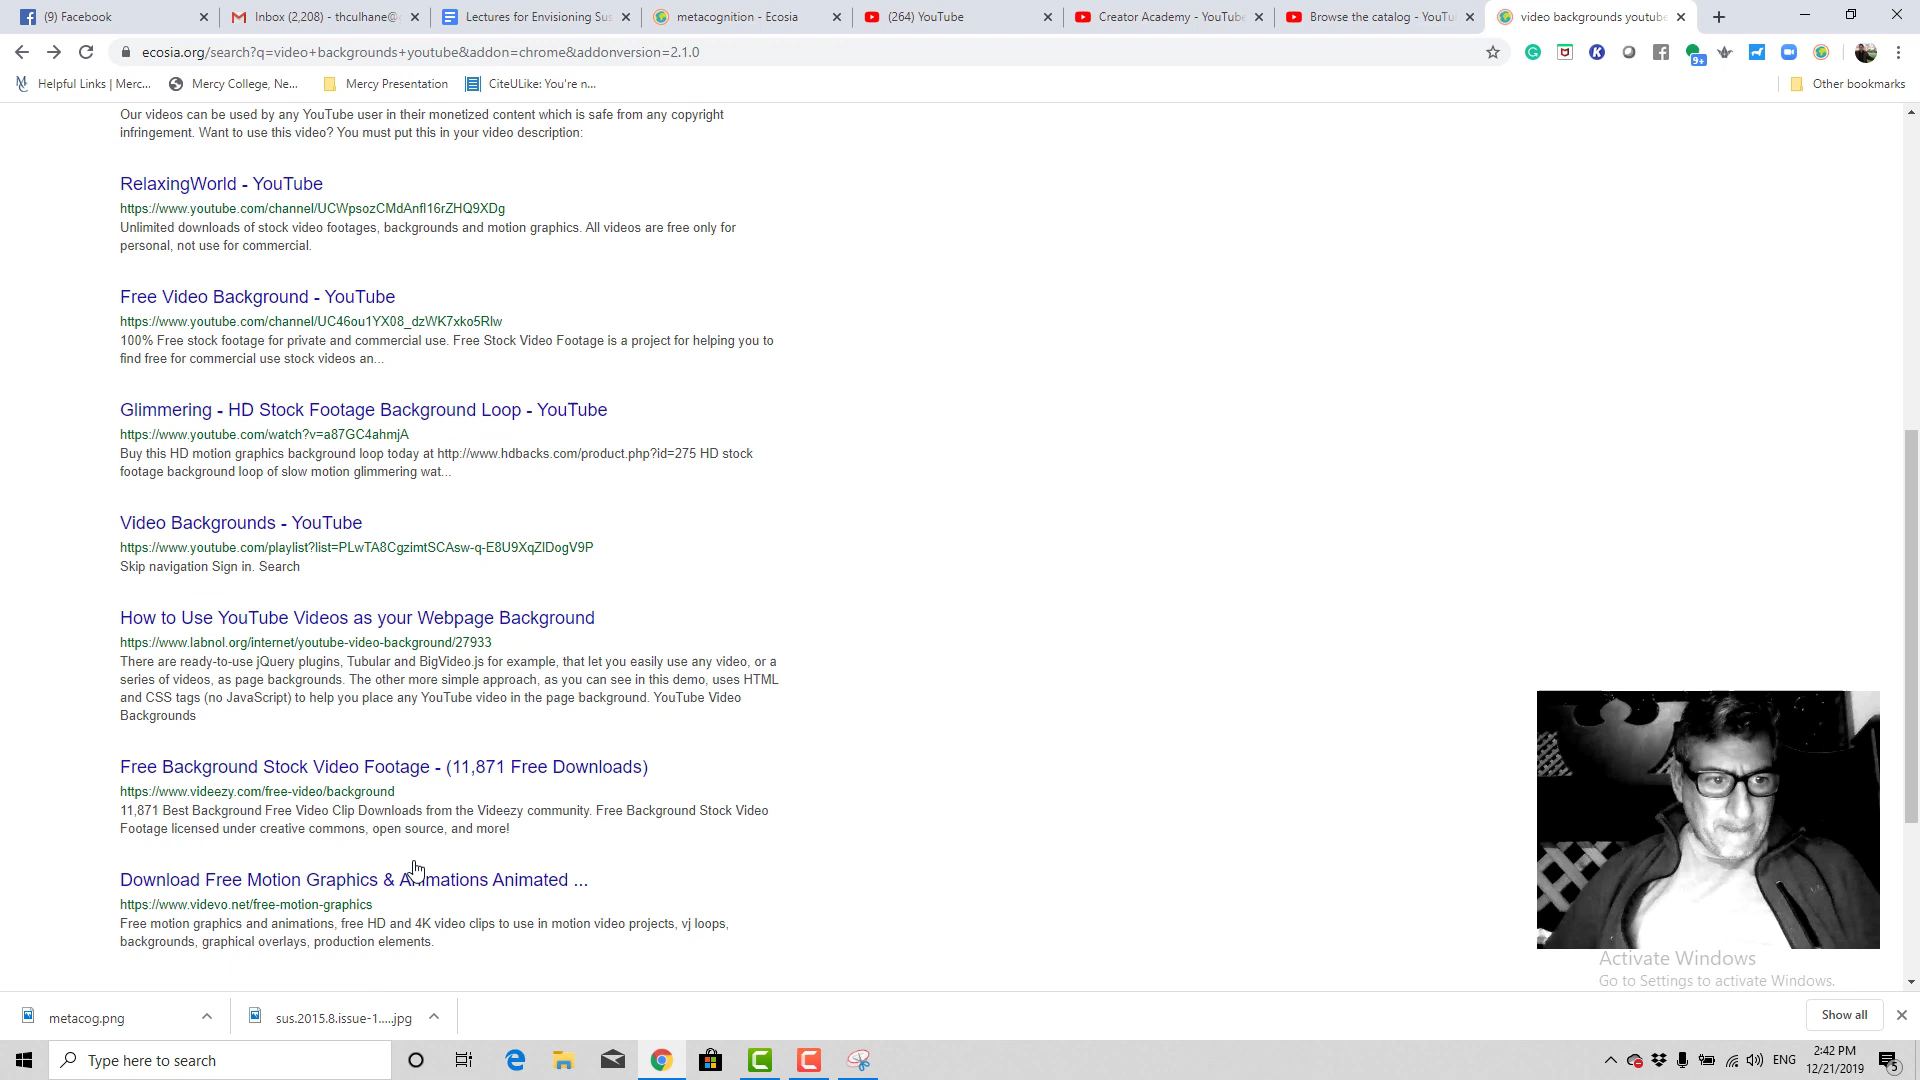 (9) Facebook
Inbox (2,208) - thculhane@
Lectures for Envisioning Sus
metacognition - Ecosia
(264) YouTube
Creator Academy - YouTube
Browse the catalog - YouTu
video backgrounds youtube
ecosia.org/search?q=video+backgrounds+youtube&addon=chrome&addonversion=2.1.0
9+
Helpful Links | Merc...
Mercy College, Ne...
Mercy Presentation
CiteULike: You're n...
Other bookmarks
Our videos can be used by any YouTube user in their monetized content which is safe from any copyright
infringement. Want to use this video? You must put this in your video description:
RelaxingWorld - YouTube
https://www.youtube.com/channel/UCWpsozCMdAnfl16rZHQ9XDg
Unlimited downloads of stock video footages, backgrounds and motion graphics. All videos are free only for
personal, not use for commercial.
Free Video Background - YouTube
https://www.youtube.com/channel/UC46ou1YX08_dzWK7xko5Rlw
100% Free stock footage for private and commercial use. Free Stock Video Footage is a project for helping you to
find free for commercial use stock videos an...
Glimmering - HD Stock Footage Background Loop - YouTube
https://www.youtube.com/watch?v=a87GC4ahmjA
Buy this HD motion graphics background loop today at http://www.hdbacks.com/product.php?id=275 HD stock
footage background loop of slow motion glimmering wat...
Video Backgrounds - YouTube
https://www.youtube.com/playlist?list=PLwTA8CgzimtSCAsw-q-E8U9XqZlDogV9P
Skip navigation Sign in. Search
How to Use YouTube Videos as your Webpage Background
https://www.labnol.org/internet/youtube-video-background/27933
There are ready-to-use jQuery plugins, Tubular and BigVideo.js for example, that let you easily use any video, or a
series of videos, as page backgrounds. The other more simple approach, as you can see in this demo, uses HTML
and CSS tags (no JavaScript) to help you place any YouTube video in the page background. YouTube Video
Backgrounds
Free Background Stock Video Footage - (11,871 Free Downloads)
https://www.videezy.com/free-video/background
11,871 Best Background Free Video Clip Downloads from the Videezy community. Free Background Stock Video
Footage licensed under creative commons, open source, and more!
Download Free Motion Graphics & Animations Animated ...
https://www.videvo.net/free-motion-graphics
Free motion graphics and animations, free HD and 4K video clips to use in motion video projects, vj loops,
backgrounds, graphical overlays, production elements.
Activate Windows
Go to Settings to activate Windows.
metacog.png
sus.2015.8.issue-1.....jpg
Show all
Type here to search
ENG
2:42 PM
12/21/2019
5